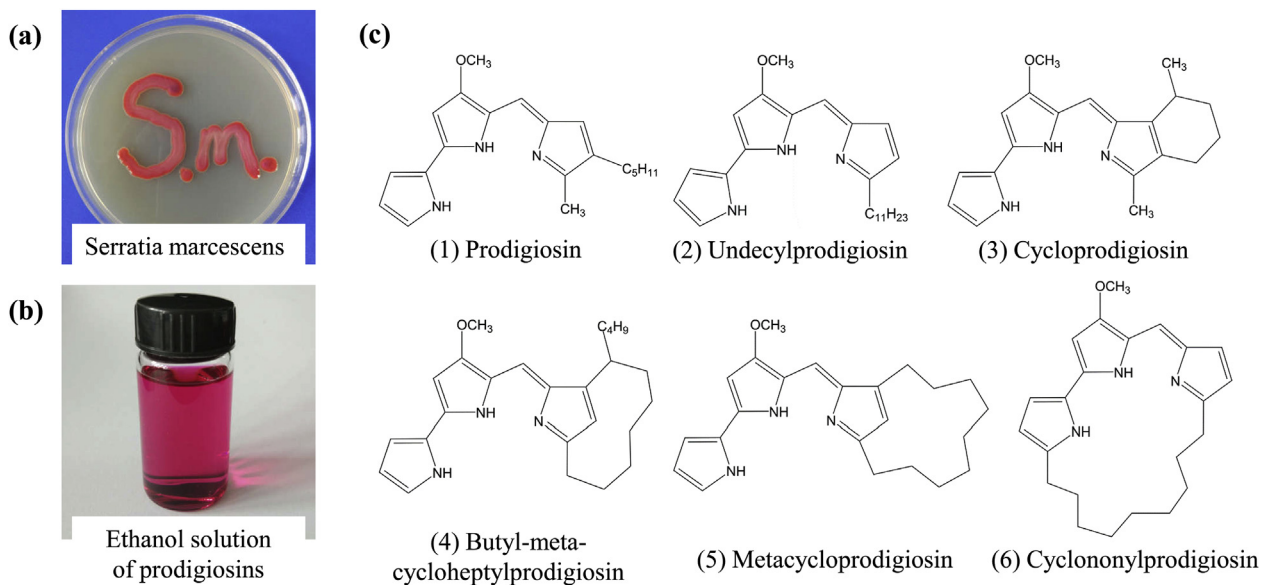 (a)
S.m.
Serratia marcescens
(b)
Ethanol solution
of prodigiosins
(c)
OCH3
NH
N
C5H11
CH3
NH
(1) Prodigiosin
OCH3
NH
N
NH
C11H23
(2) Undecylprodigiosin
OCH3
CH3
NH
N
NH
CH3
(3) Cycloprodigiosin
OCH3
C4H9
NH
N
NH
(4) Butyl-meta-
cycloheptylprodigiosin
OCH3
NH
N
NH
(5) Metacycloprodigiosin
OCH3
NH
N
NH
(6) Cyclononylprodigiosin